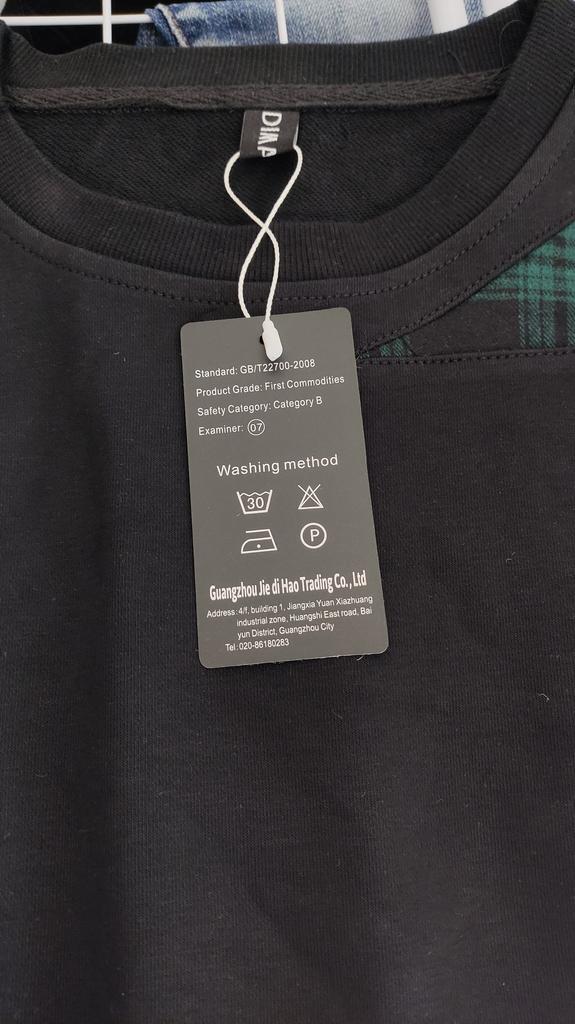 DIKA
Standard: GB/T22700-2008
Product Grade: First Commodities
Safety Category: Category B
Examiner: 07
Washing method
30
P
Guangzhou Jie di Hao Trading Co., Ltd
Address: 4/f, building 1, Jiangxia Yuan Xiazhuang
industrial zone, Huangshi East road, Bai
yun District, Guangzhou City
Tel: 020-86180283